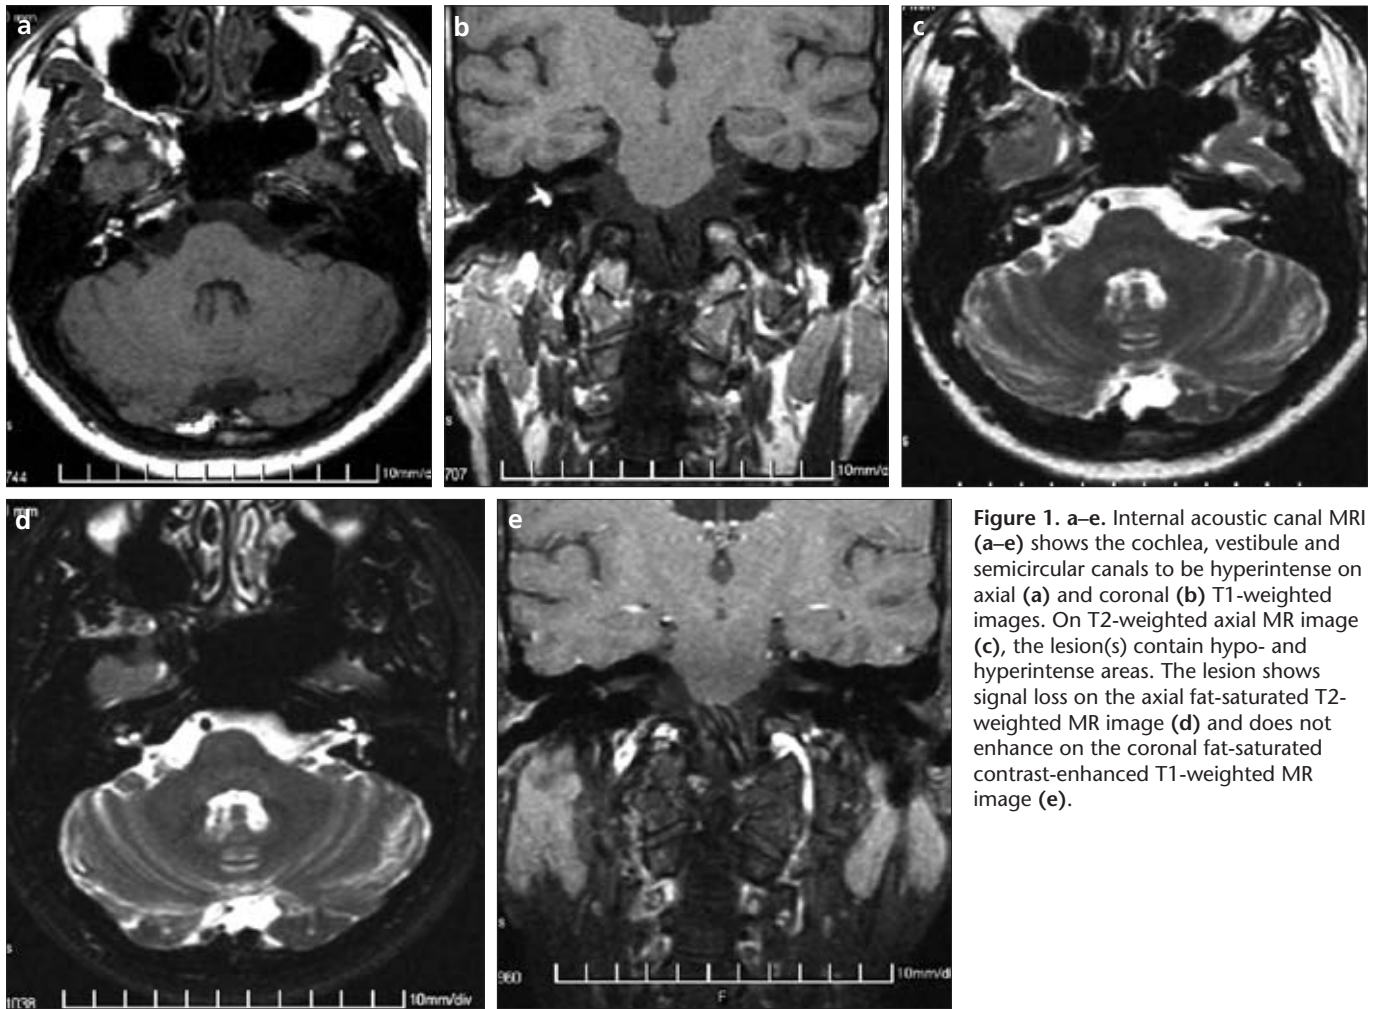 a
b
c
744
10mm/c
707
10mm/c
s
d
mm
e
Figure 1. a–e. Internal acoustic canal MRI
(a–e) shows the cochlea, vestibule and
semicircular canals to be hyperintense on
axial (a) and coronal (b) T1-weighted
images. On T2-weighted axial MR image
(c), the lesion(s) contain hypo- and
hyperintense areas. The lesion shows
signal loss on the axial fat-saturated T2-
weighted MR image (d) and does not
enhance on the coronal fat-saturated
contrast-enhanced T1-weighted MR
image (e).
s
10mm/div
10mm/di
F